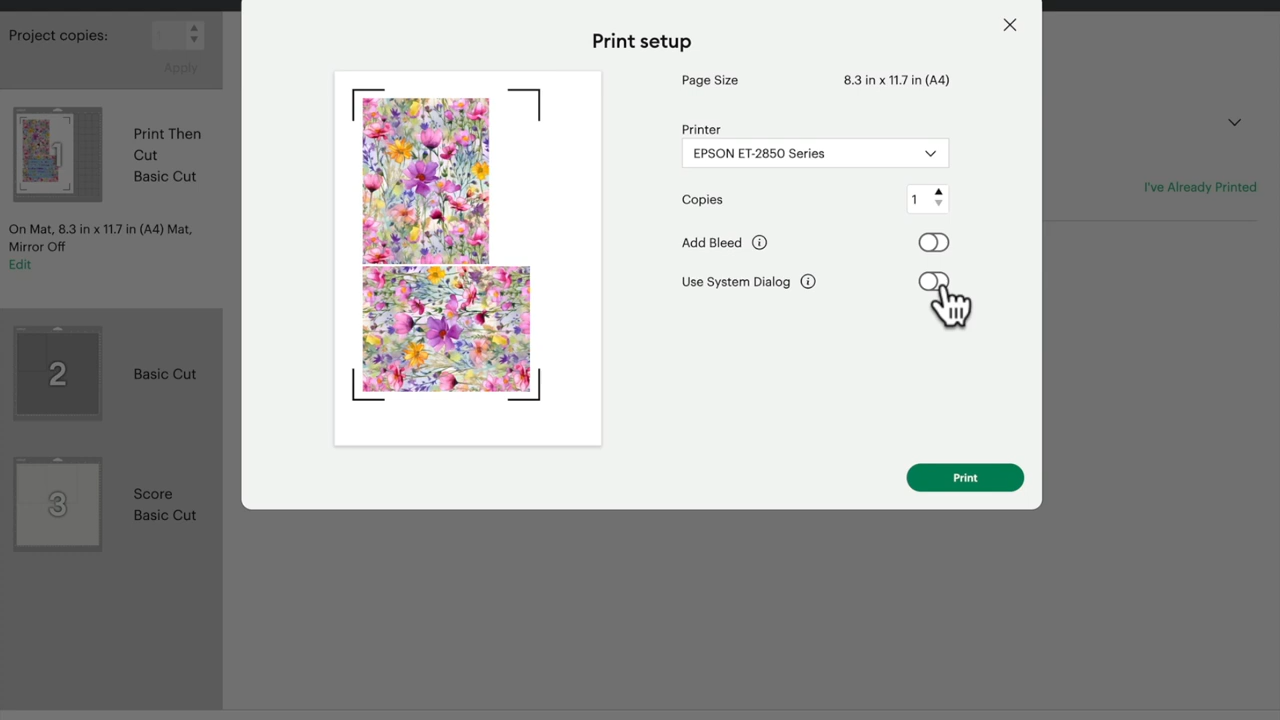 Project copies:
Apply
1
Print Then
Cut
Basic Cut
On Mat, 8.3 in x 11.7 in (A4) Mat,
Mirror Off
Edit
2
Basic Cut
3
Score
Basic Cut
Print setup
Page Size
8.3 in x 11.7 in (A4)
Printer
EPSON ET-2850 Series
Copies
1
Add Bleed
Use System Dialog
Print
I've Already Printed